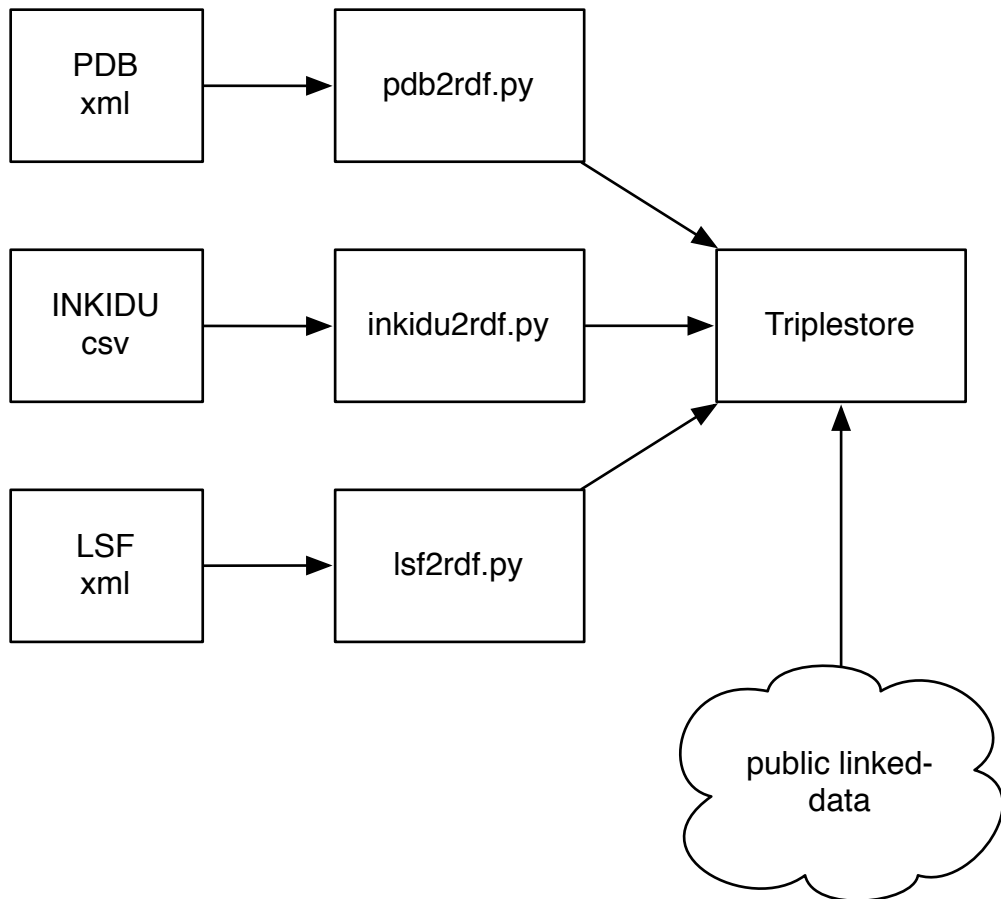 PDB
xml
pdb2rdf.py
INKIDU
csv
inkidu2rdf.py
Triplestore
LSF
xml
lsf2rdf.py
public linked-
data